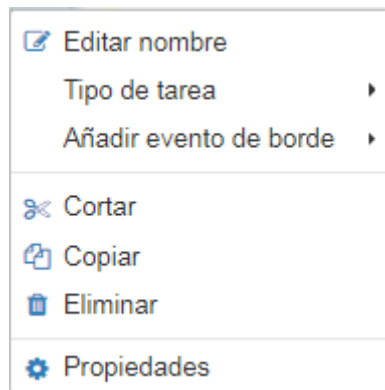 Editar nombre
Tipo de tarea
Añadir evento de borde
Cortar
Copiar
Eliminar
Propiedades